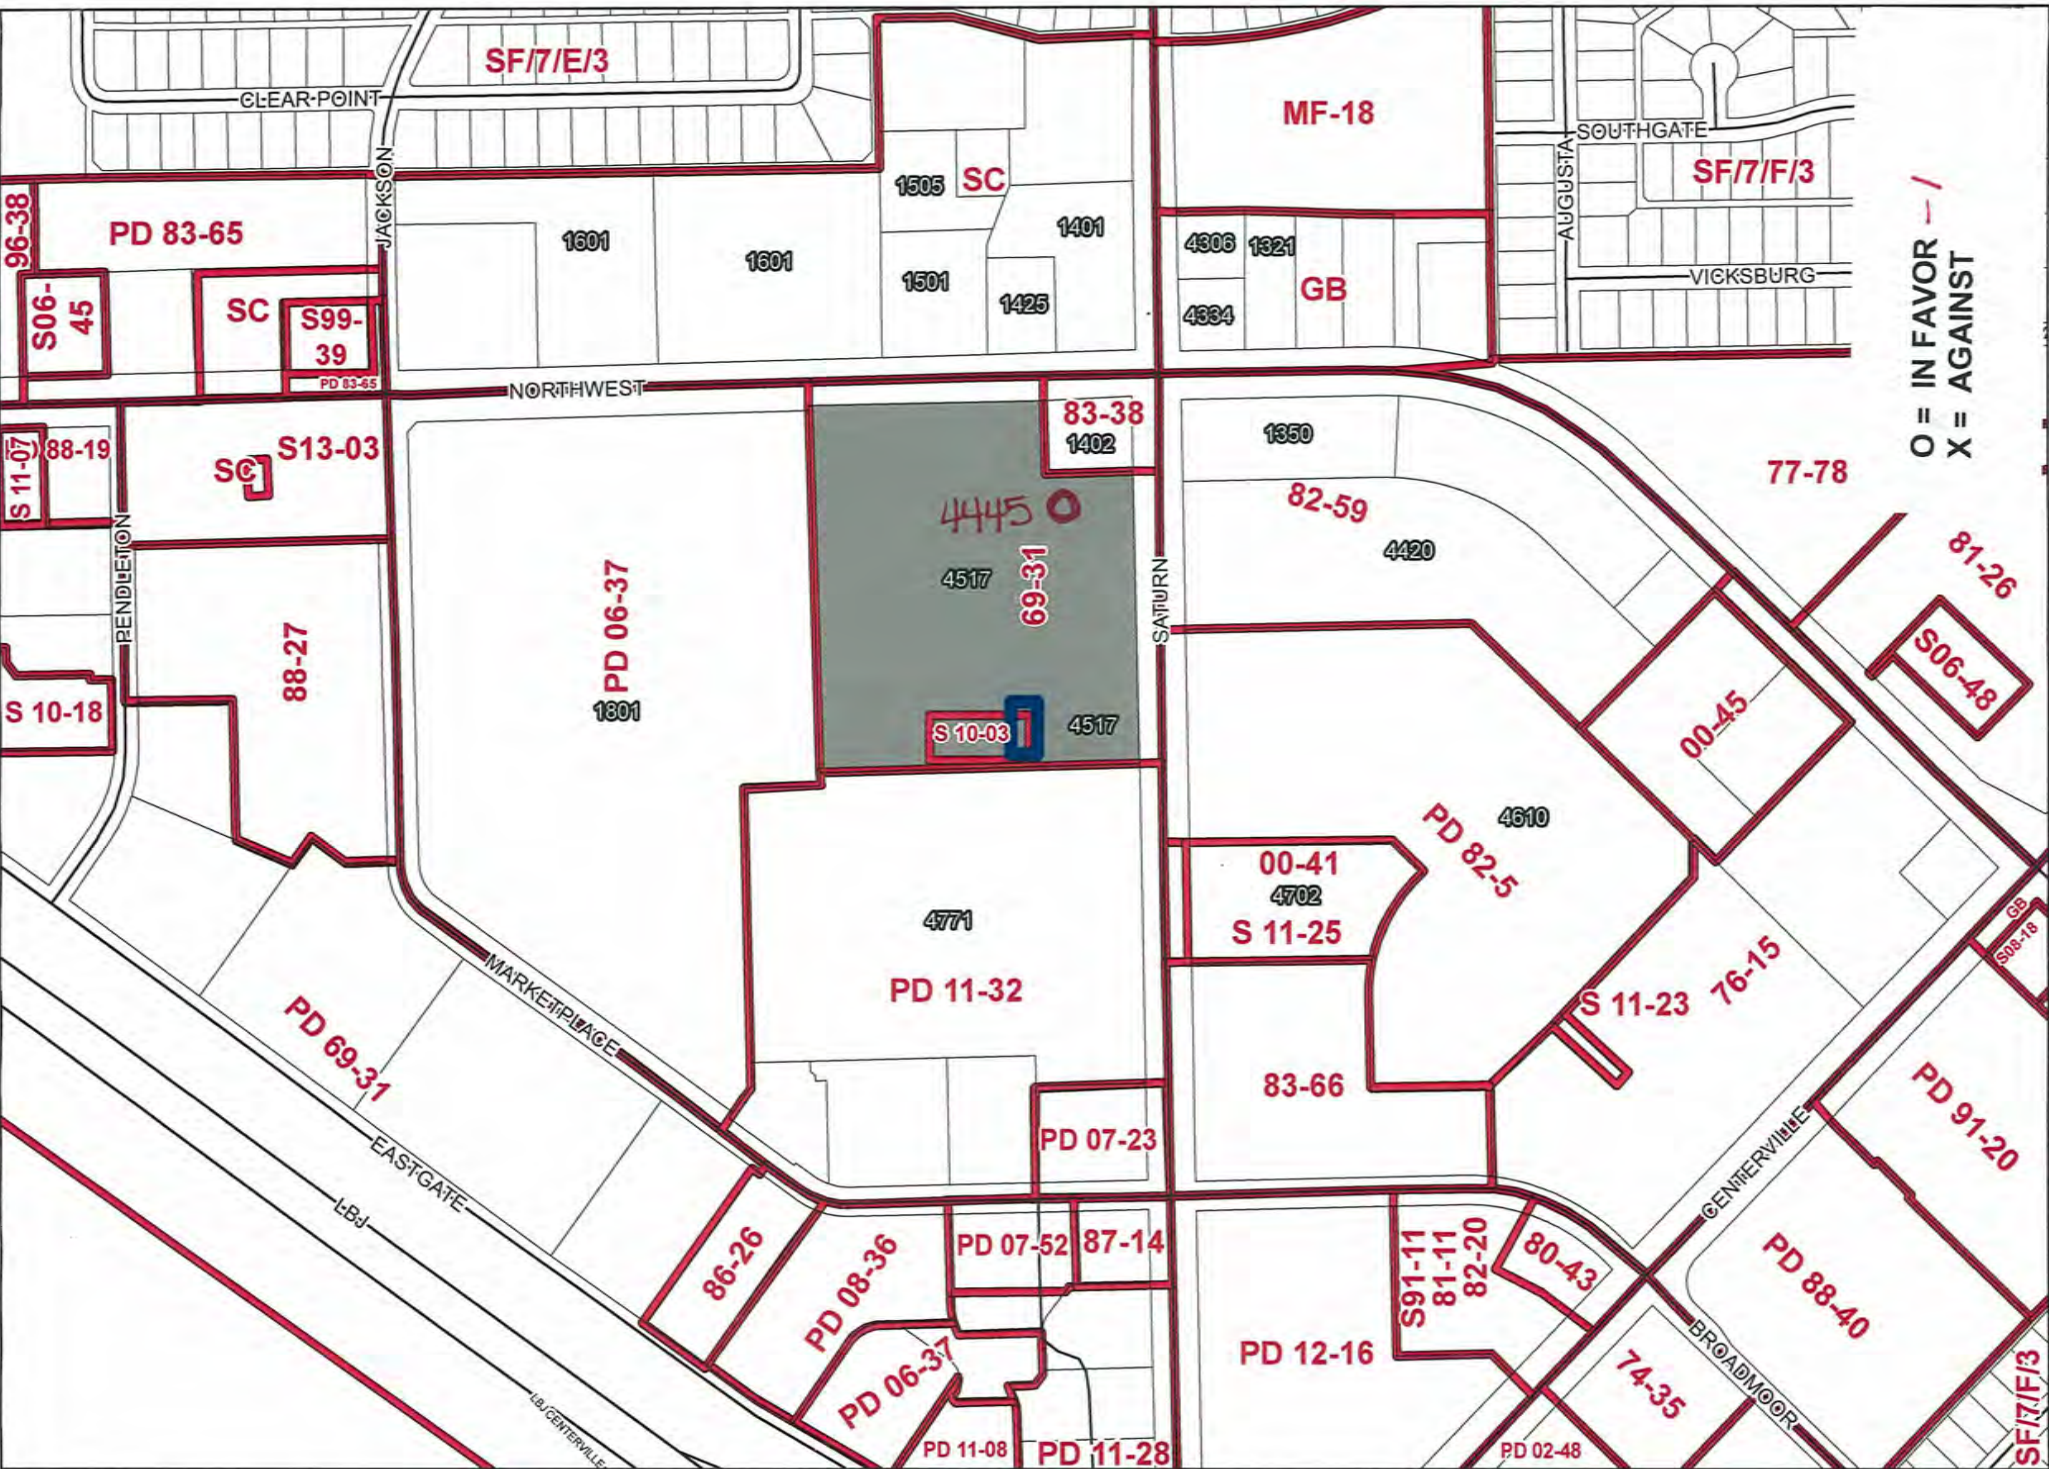 SF/7/E/3
CLEAR POINT
JACKSON
MF-18
SOUTHGATE
AUGUSTA
SF/7/F/3
VICKSBURG
O = IN FAVOR - 1
X = AGAINST
96-38
PD 83-65
1505
SC
1401
1601
1601
1501
1425
4306
1321
GB
4334
S06-
45
SC
S99-
39
PD 83-65
NORTHWEST
83-38
1402
1350
82-59
4420
77-78
81-26
S06-48
S 11-07
88-19
SC
S13-03
PENDLETON
88-27
S 10-18
PD 06-37
1801
4445 O
4517
69-31
SATURN
S 10-03
4517
00-45
4610
PD 82-5
00-41
4702
S 11-25
4771
PD 11-32
S 11-23
76-15
GB
S08-18
MARKETPLACE
PD 69-31
83-66
PD 07-23
PD 91-20
CENTERVILLE
EASTGATE
LBJ
LBJ CENTERVILLE
86-26
PD 08-36
PD 07-52
87-14
PD 06-37
PD 11-08
PD 11-28
PD 12-16
S91-11
81-11
82-20
80-43
PD 88-40
BROADMOOR
74-35
PD 02-48
SF/7/F/3